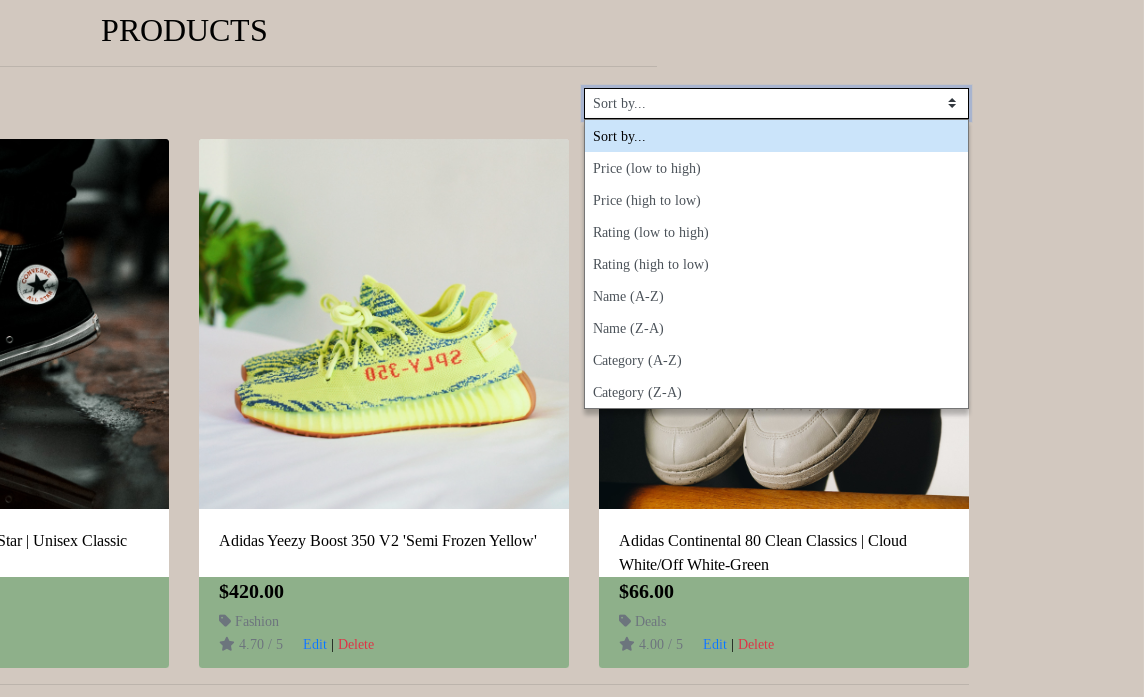 PRODUCTS
Sort by...
Sort by...
Price (low to high)
Price (high to low)
Rating (low to high)
Rating (high to low)
Name (A-Z)
Name (Z-A)
Category (A-Z)
Category (Z-A)
CONVERSE
ALL STAR
SPLY-350
Star | Unisex Classic
Adidas Yeezy Boost 350 V2 'Semi Frozen Yellow'
$420.00
Fashion
4.70 / 5 Edit | Delete
Adidas Continental 80 Clean Classics | Cloud
White/Off White-Green
$66.00
Deals
4.00 / 5 Edit | Delete